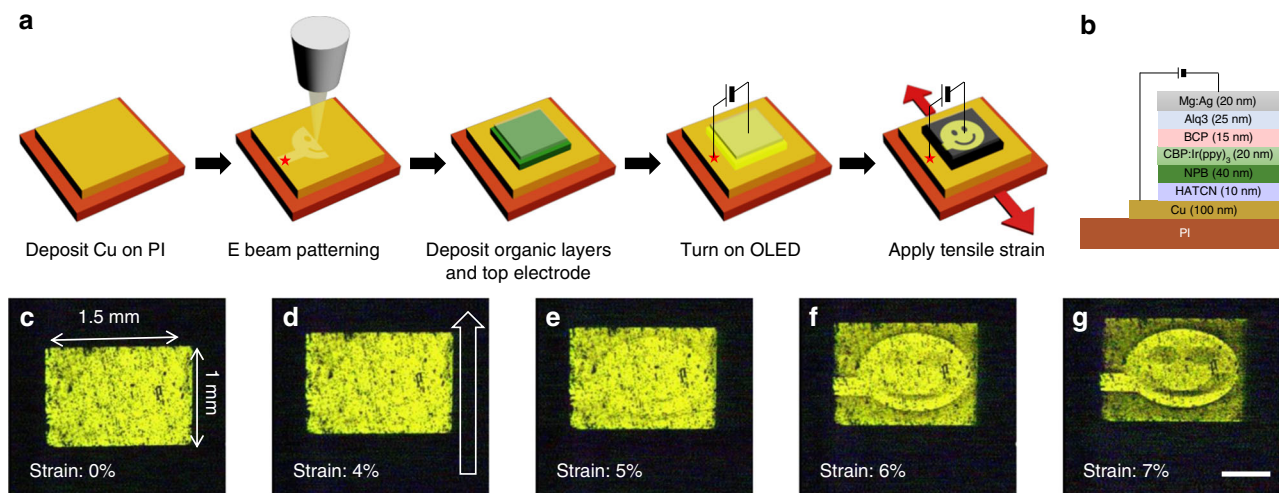 a
Deposit Cu on PI
E beam patterning
Deposit organic layers
and top electrode
Turn on OLED
Apply tensile strain
b
Mg:Ag (20 nm)
Alq3 (25 nm)
BCP (15 nm)
CBP:Ir(ppy)₃ (20 nm)
NPB (40 nm)
HATCN (10 nm)
Cu (100 nm)
PI
c
1.5 mm
1 mm
Strain: 0%
d
Strain: 4%
e
Strain: 5%
f
Strain: 6%
g
Strain: 7%